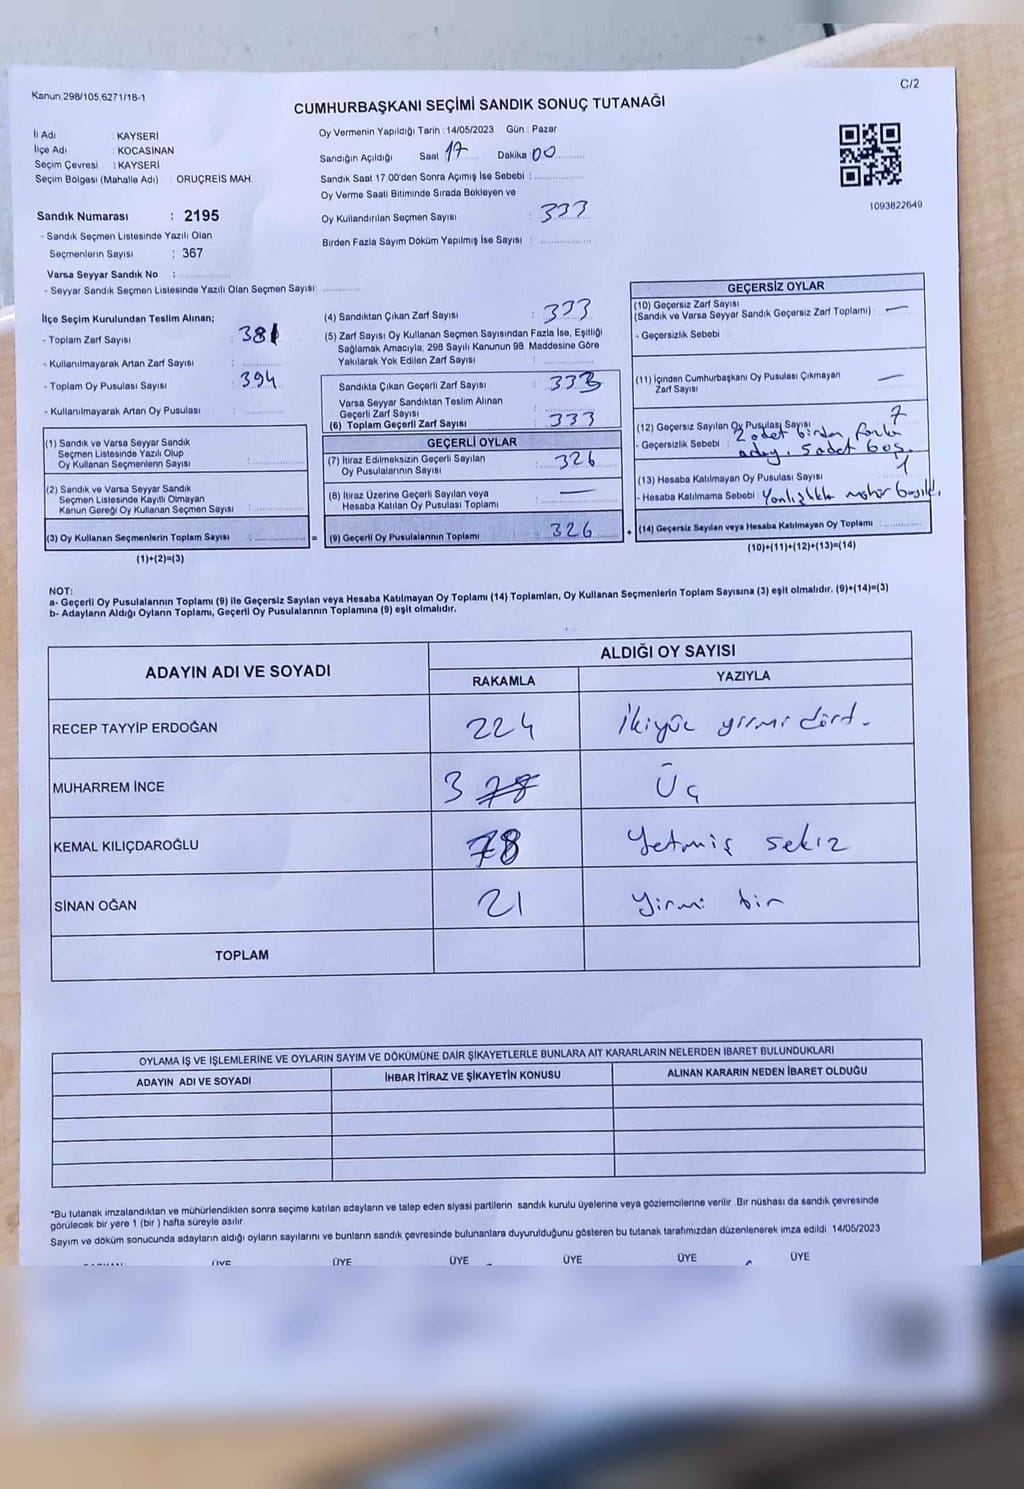 Kanun 298/105,6271/18-1
C/2
CUMHURBAŞKANI SEÇİMİ SANDIK SONUÇ TUTANAĞI
İl Adı : KAYSERİ
İlçe Adı : KOCASİNAN
Seçim Çevresi : KAYSERİ
Seçim Bölgesi (Mahalle Adı) : ORUÇREİS MAH
Sandık Numarası : 2195
- Sandık Seçmen Listesinde Yazılı Olan
Seçmenlerin Sayısı : 367
Varsa Seyyar Sandık No :
- Seyyar Sandık Seçmen Listesinde Yazılı Olan Seçmen Sayısı:
Oy Vermenin Yapıldığı Tarih : 14/05/2023 Gün : Pazar
Sandığın Açıldığı Saat 17 Dakika 00
Sandık Saat 17:00'den Sonra Açımış İse Sebebi :
Oy Verme Saati Bitiminde Sırada Bekleyen ve
Oy Kullandırılan Seçmen Sayısı : 333
Birden Fazla Sayım Döküm Yapılmış İse Sayısı :
1093822649
İlçe Seçim Kurulundan Teslim Alınan;
- Toplam Zarf Sayısı : 381
- Kullanılmayarak Artan Zarf Sayısı :
- Toplam Oy Pusulası Sayısı : 394
- Kullanılmayarak Artan Oy Pusulası :
(1) Sandık ve Varsa Seyyar Sandık
Seçmen Listesinde Yazılı Olup
Oy Kullanan Seçmenlerin Sayısı :
(2) Sandık ve Varsa Seyyar Sandık
Seçmen Listesinde Kayıtlı Olmayan
Kanun Gereği Oy Kullanan Seçmen Sayısı :
(3) Oy Kullanan Seçmenlerin Toplam Sayısı : =
(1)+(2)=(3)
(4) Sandıktan Çıkan Zarf Sayısı : 333
(5) Zarf Sayısı Oy Kullanan Seçmen Sayısından Fazla İse, Eşitliği
Sağlamak Amacıyla, 298 Sayılı Kanunun 98. Maddesine Göre
Yakılarak Yok Edilen Zarf Sayısı :
Sandıkta Çıkan Geçerli Zarf Sayısı : 333
Varsa Seyyar Sandıktan Teslim Alınan
Geçerli Zarf Sayısı :
(6) Toplam Geçerli Zarf Sayısı : 333
GEÇERLİ OYLAR
(7) İtiraz Edilmeksizin Geçerli Sayılan
Oy Pusulalarının Sayısı : 326
(8) İtiraz Üzerine Geçerli Sayılan veya
Hesaba Katılan Oy Pusulası Toplamı : —
(9) Geçerli Oy Pusulalarının Toplamı : 326 +
GEÇERSİZ OYLAR
(10) Geçersiz Zarf Sayısı
(Sandık ve Varsa Seyyar Sandık Geçersiz Zarf Toplamı) : —
- Geçersizlik Sebebi :
(11) İçinden Cumhurbaşkanı Oy Pusulası Çıkmayan
Zarf Sayısı : —
(12) Geçersiz Sayılan Oy Pusulası Sayısı : 7
- Geçersizlik Sebebi : 2 adet birden fazla
aday. 5 adet boş.
(13) Hesaba Katılmayan Oy Pusulası Sayısı : 1
- Hesaba Katılmama Sebebi : Yanlışlıkla mühür basıldı.
(14) Geçersiz Sayılan veya Hesaba Katılmayan Oy Toplamı :
(10)+(11)+(12)+(13)=(14)
NOT:
a- Geçerli Oy Pusulalarının Toplamı (9) ile Geçersiz Sayılan veya Hesaba Katılmayan Oy Toplamı (14) Toplamları, Oy Kullanan Seçmenlerin Toplam Sayısına (3) eşit olmalıdır. (9)+(14)=(3)
b- Adayların Aldığı Oyların Toplamı, Geçerli Oy Pusulalarının Toplamına (9) eşit olmalıdır.
ADAYIN ADI VE SOYADI ALDIĞI OY SAYISI
RAKAMLA YAZIYLA
RECEP TAYYİP ERDOĞAN 224 İkiyüz yirmi dört.
MUHARREM İNCE 3 78 Üç
KEMAL KILIÇDAROĞLU 78 Yetmiş sekiz
SİNAN OĞAN 21 Yirmi bir
TOPLAM
OYLAMA İŞ VE İŞLEMLERİNE VE OYLARIN SAYIM VE DÖKÜMÜNE DAİR ŞİKAYETLERLE BUNLARA AİT KARARLARIN NELERDEN İBARET BULUNDUKLARI
ADAYIN ADI VE SOYADI İHBAR İTİRAZ VE ŞİKAYETİN KONUSU ALINAN KARARIN NEDEN İBARET OLDUĞU
*Bu tutanak imzalandıktan ve mühürlendikten sonra seçime katılan adayların ve talep eden siyasi partilerin sandık kurulu üyelerine veya gözlemcilerine verilir. Bir nüshası da sandık çevresinde
görülecek bir yere 1 (bir ) hafta süreyle asılır.
Sayım ve döküm sonucunda adayların aldığı oyların sayılarını ve bunların sandık çevresinde bulunanlara duyurulduğunu gösteren bu tutanak tarafımızdan düzenlenerek imza edildi. 14/05/2023
BAŞKAN ÜYE ÜYE ÜYE ÜYE ÜYE ÜYE